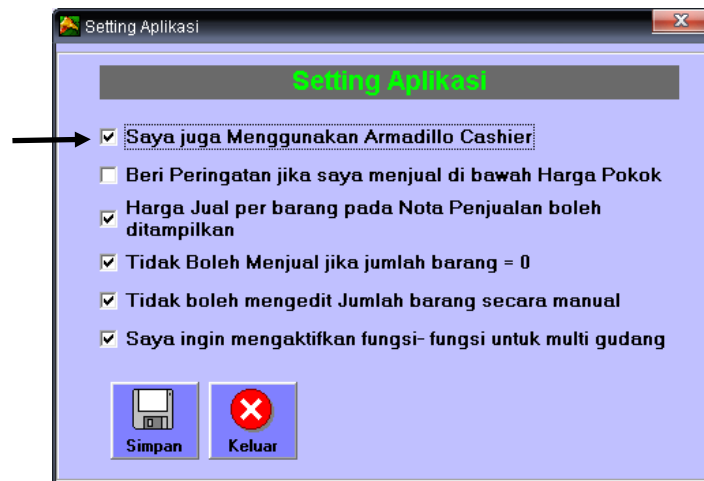 Setting Aplikasi
Setting Aplikasi
Saya juga Menggunakan Armadillo Cashier
Beri Peringatan jika saya menjual di bawah Harga Pokok
Harga Jual per barang pada Nota Penjualan boleh
ditampilkan
Tidak Boleh Menjual jika jumlah barang = 0
Tidak boleh mengedit Jumlah barang secara manual
Saya ingin mengaktifkan fungsi- fungsi untuk multi gudang
Simpan Keluar